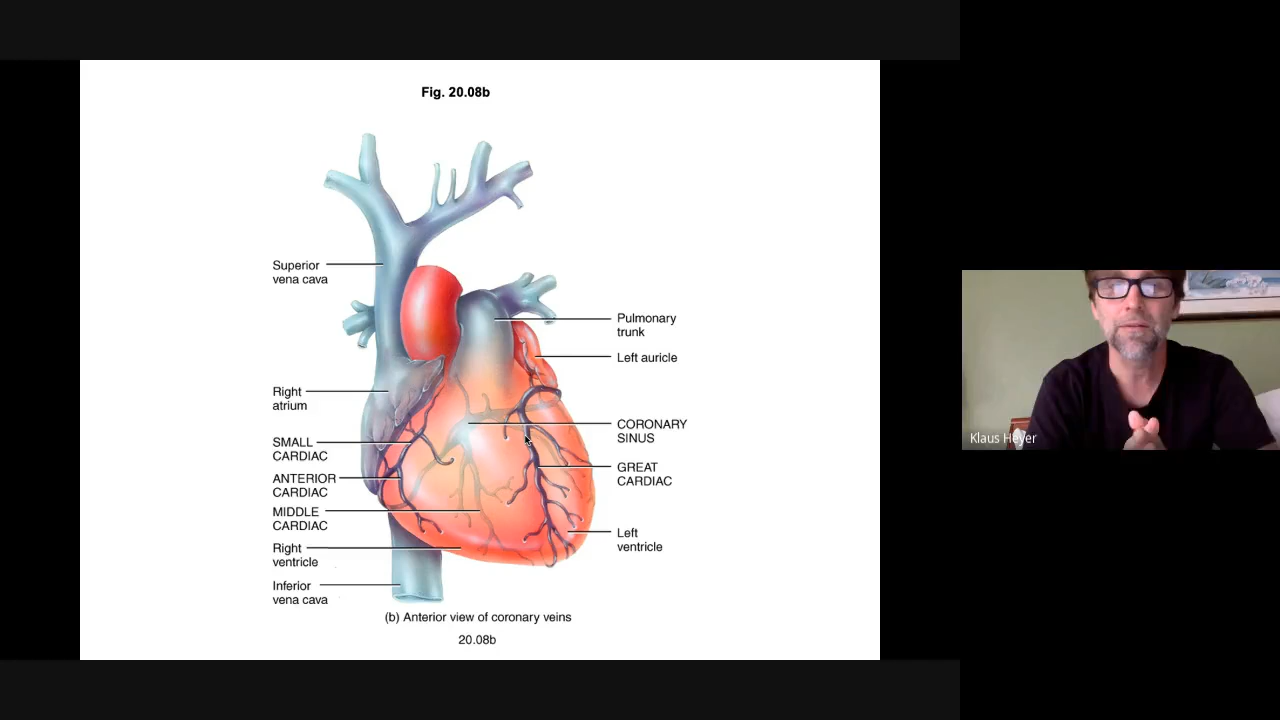 Fig. 20.08b
Superior
vena cava
Right
atrium
SMALL
CARDIAC
ANTERIOR
CARDIAC
MIDDLE
CARDIAC
Right
ventricle
Inferior
vena cava
Pulmonary
trunk
Left auricle
CORONARY
SINUS
GREAT
CARDIAC
Left
ventricle
(b) Anterior view of coronary veins
20.08b
Klaus Heyer